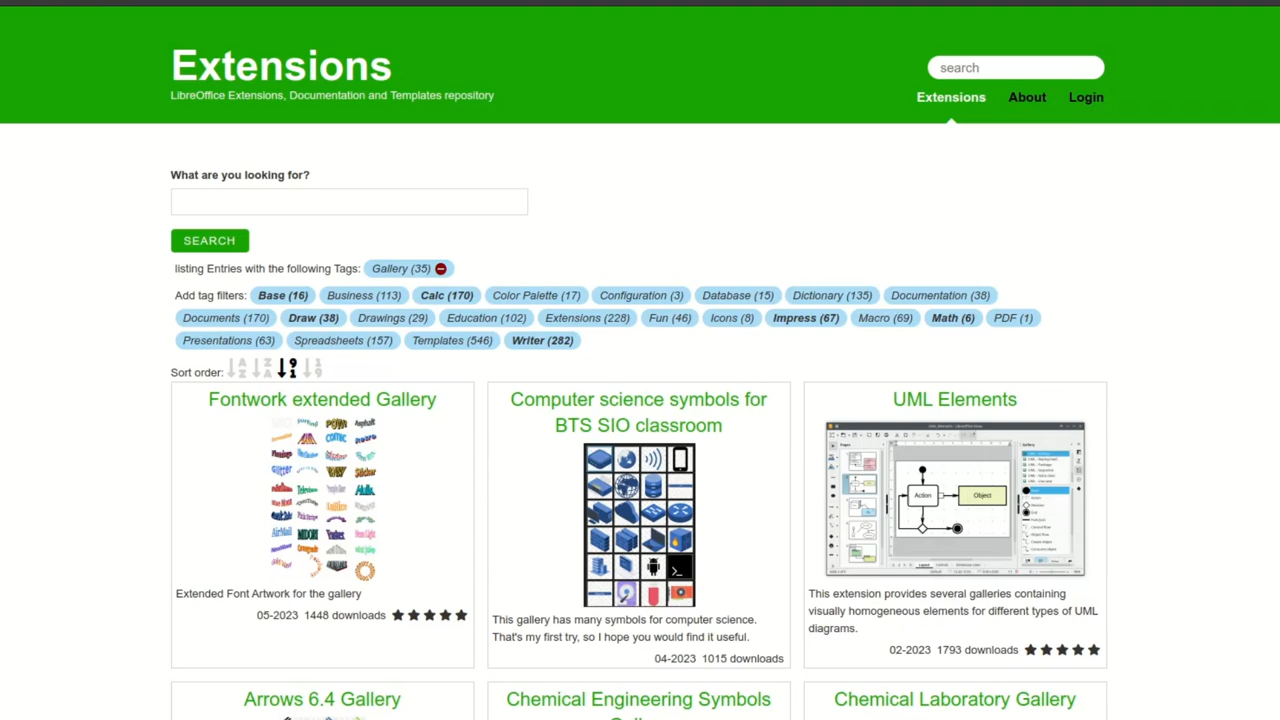 Extensions
LibreOffice Extensions, Documentation and Templates repository
search
Extensions About Login
What are you looking for?
SEARCH
listing Entries with the following Tags: Gallery (35)
Add tag filters: Base (16) Business (113) Calc (170) Color Palette (17) Configuration (3) Database (15) Dictionary (135) Documentation (38)
Documents (170) Draw (38) Drawings (29) Education (102) Extensions (228) Fun (46) Icons (8) Impress (67) Macro (69) Math (6) PDF (1)
Presentations (63) Spreadsheets (157) Templates (546) Writer (282)
Sort order: A Z Z A 9 1 1 9
Fontwork extended Gallery
Extended Font Artwork for the gallery
05-2023 1448 downloads
Computer science symbols for
BTS SIO classroom
This gallery has many symbols for computer science.
That's my first try, so I hope you would find it useful.
04-2023 1015 downloads
UML Elements
Action
Object
This extension provides several galleries containing
visually homogeneous elements for different types of UML
diagrams.
02-2023 1793 downloads
Arrows 6.4 Gallery
Chemical Engineering Symbols
Chemical Laboratory Gallery